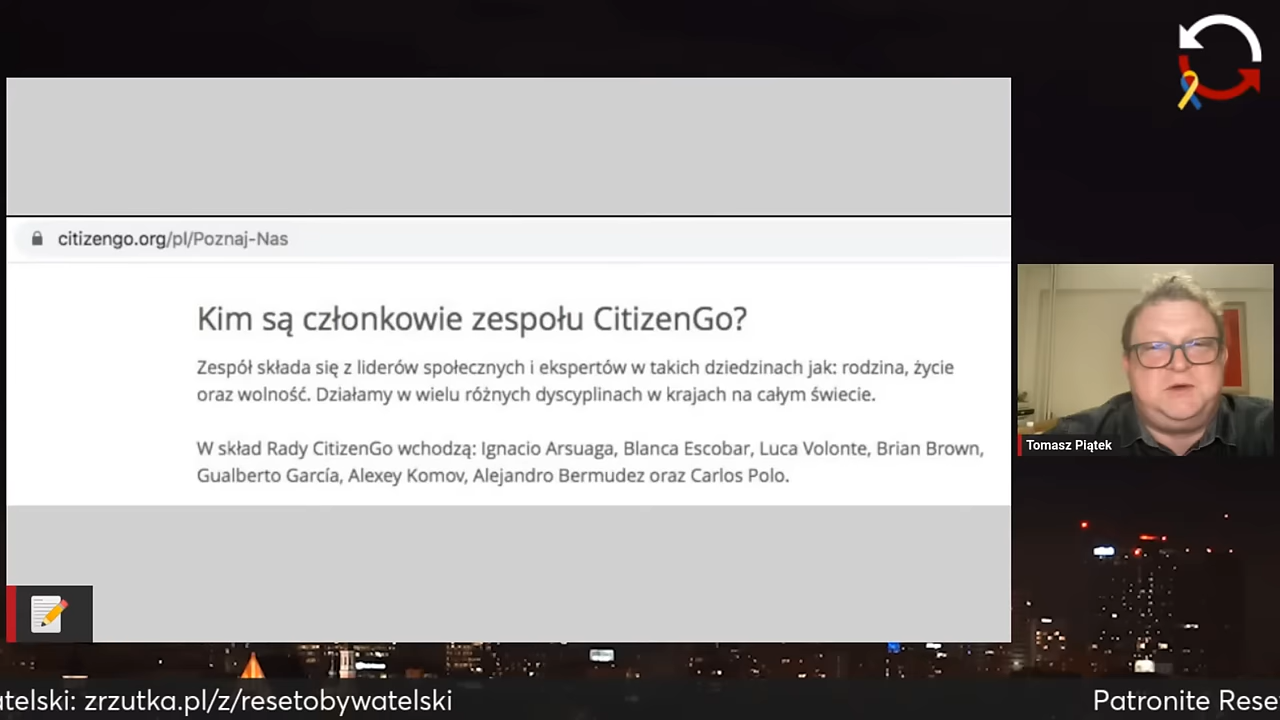 citizengo.org/pl/Poznaj-Nas
Kim są członkowie zespołu CitizenGo?
Zespół składa się z liderów społecznych i ekspertów w takich dziedzinach jak: rodzina, życie
oraz wolność. Działamy w wielu różnych dyscyplinach w krajach na całym świecie.
W skład Rady CitizenGo wchodzą: Ignacio Arsuaga, Blanca Escobar, Luca Volonte, Brian Brown,
Gualberto García, Alexey Komov, Alejandro Bermudez oraz Carlos Polo.
Tomasz Piątek
atelski: zrzutka.pl/z/resetobywatelski
Patronite Rese